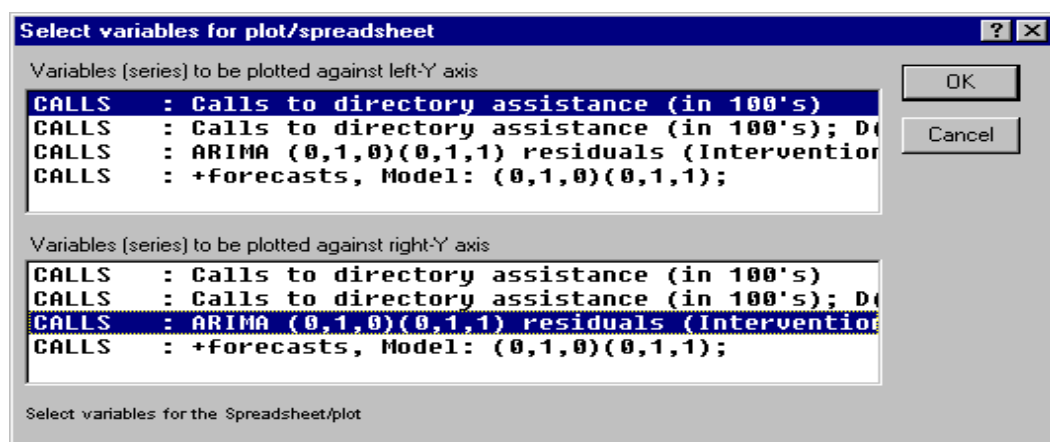 Select variables for plot/spreadsheet
Variables (series) to be plotted against left-Y axis
OK
CALLS : Calls to directory assistance (in 100's)
CALLS : Calls to directory assistance (in 100's); D(
Cancel
CALLS : ARIMA (0,1,0)(0,1,1) residuals (Intervention
CALLS : +forecasts, Model: (0,1,0)(0,1,1);
Variables (series) to be plotted against right-Y axis
CALLS : Calls to directory assistance (in 100's)
CALLS : Calls to directory assistance (in 100's); D(
CALLS : ARIMA (0,1,0)(0,1,1) residuals (Intervention
CALLS : +forecasts, Model: (0,1,0)(0,1,1);
Select variables for the Spreadsheet/plot